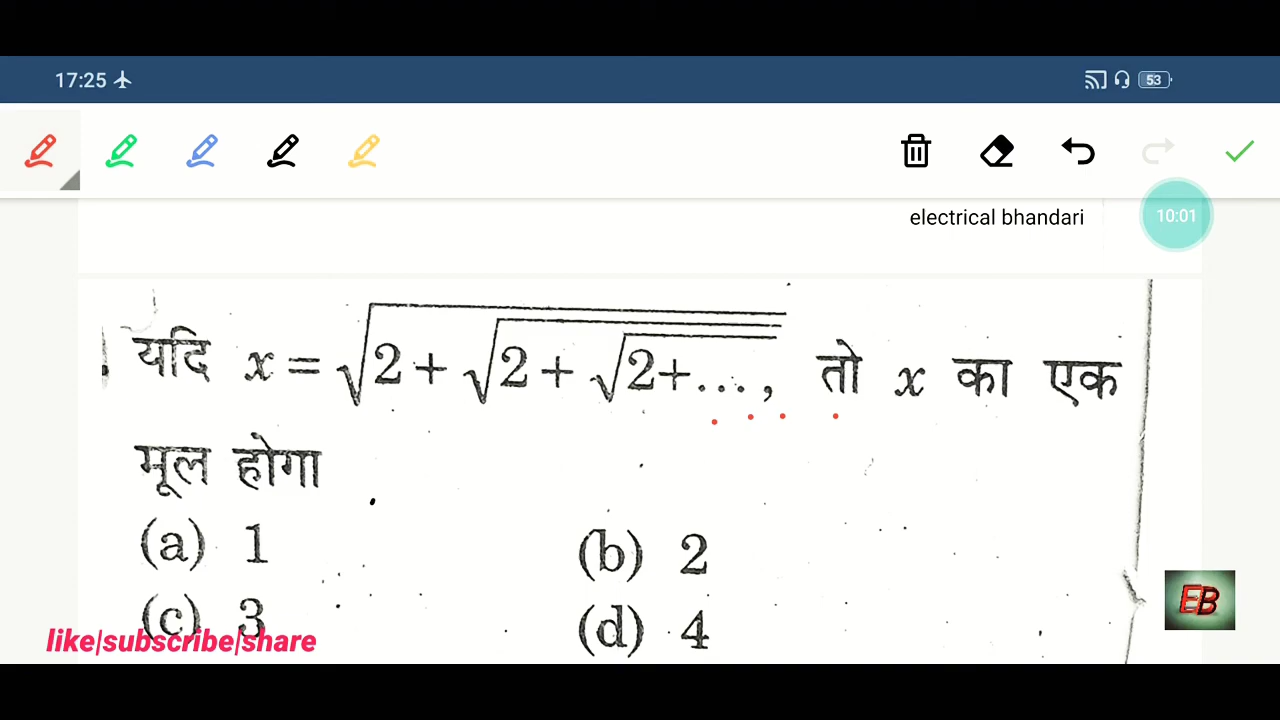 17:25
53
electrical bhandari
10:01
यदि x = √2 + √2 + √2+..., तो x का एक
मूल होगा
(a) 1 (b) 2
(c) 3 (d) 4
like|subscribe|share
EB